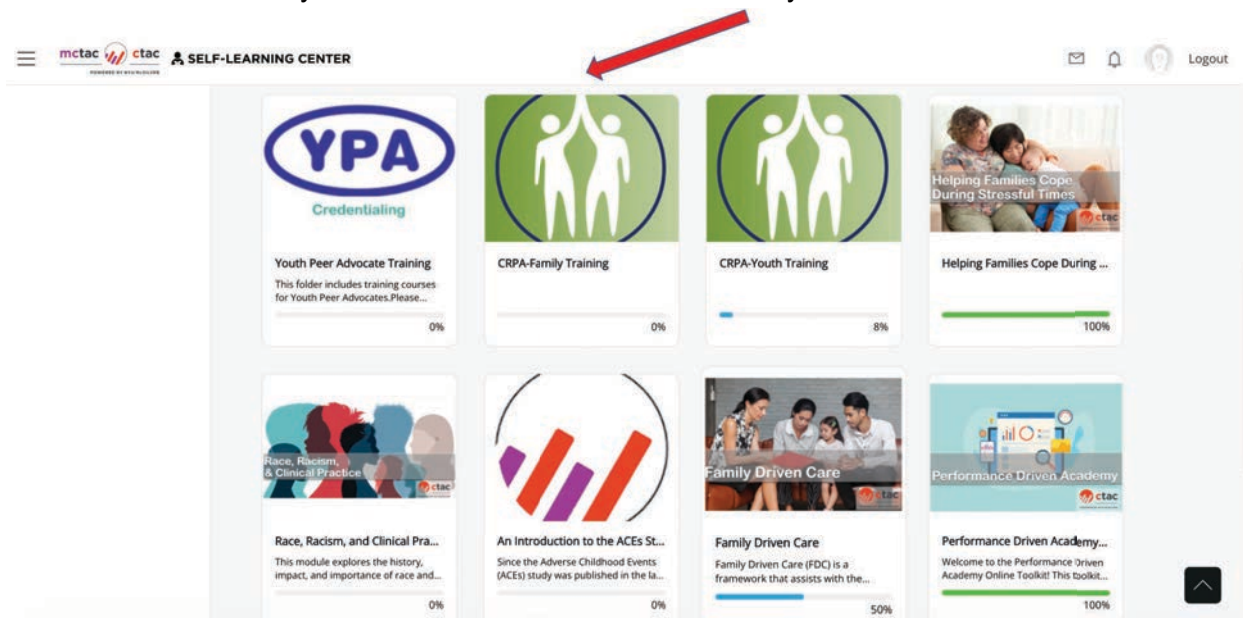 mctac ctac SELF-LEARNING CENTER
Logout
YPA
Credentialing
Youth Peer Advocate Training
This folder includes training courses
for Youth Peer Advocates.Please...
0%
CRPA-Family Training
0%
CRPA-Youth Training
8%
Helping Families Cope
During Stressful Times
ctac
Helping Families Cope During ...
100%
Race, Racism,
& Clinical Practice
ctac
Race, Racism, and Clinical Pra...
This module explores the history,
impact, and importance of race and...
0%
An Introduction to the ACEs St...
Since the Adverse Childhood Events
(ACEs) study was published in the la...
0%
Family Driven Care
ctac
Family Driven Care
Family Driven Care (FDC) is a
framework that assists with the...
50%
Performance Driven Academy
ctac
Performance Driven Academy...
Welcome to the Performance Driven
Academy Online Toolkit! This toolkit...
100%